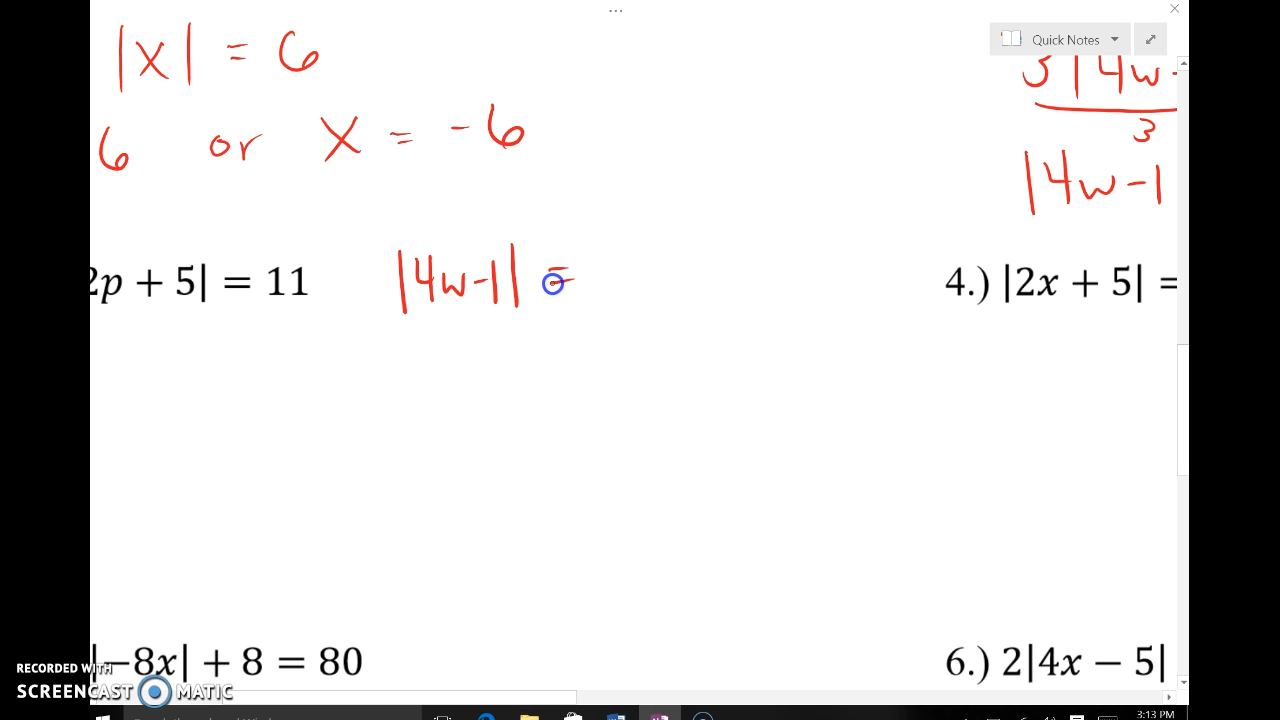 |x| = 6
Quick Notes
3|4w-
3
6 or x = -6
|4w-1
2p + 5| = 11
|4w-1| =
4.) |2x + 5| =
|−8x| + 8 = 80
6.) 2|4x − 5|
RECORDED WITH
SCREENCAST MATIC
3:13 PM